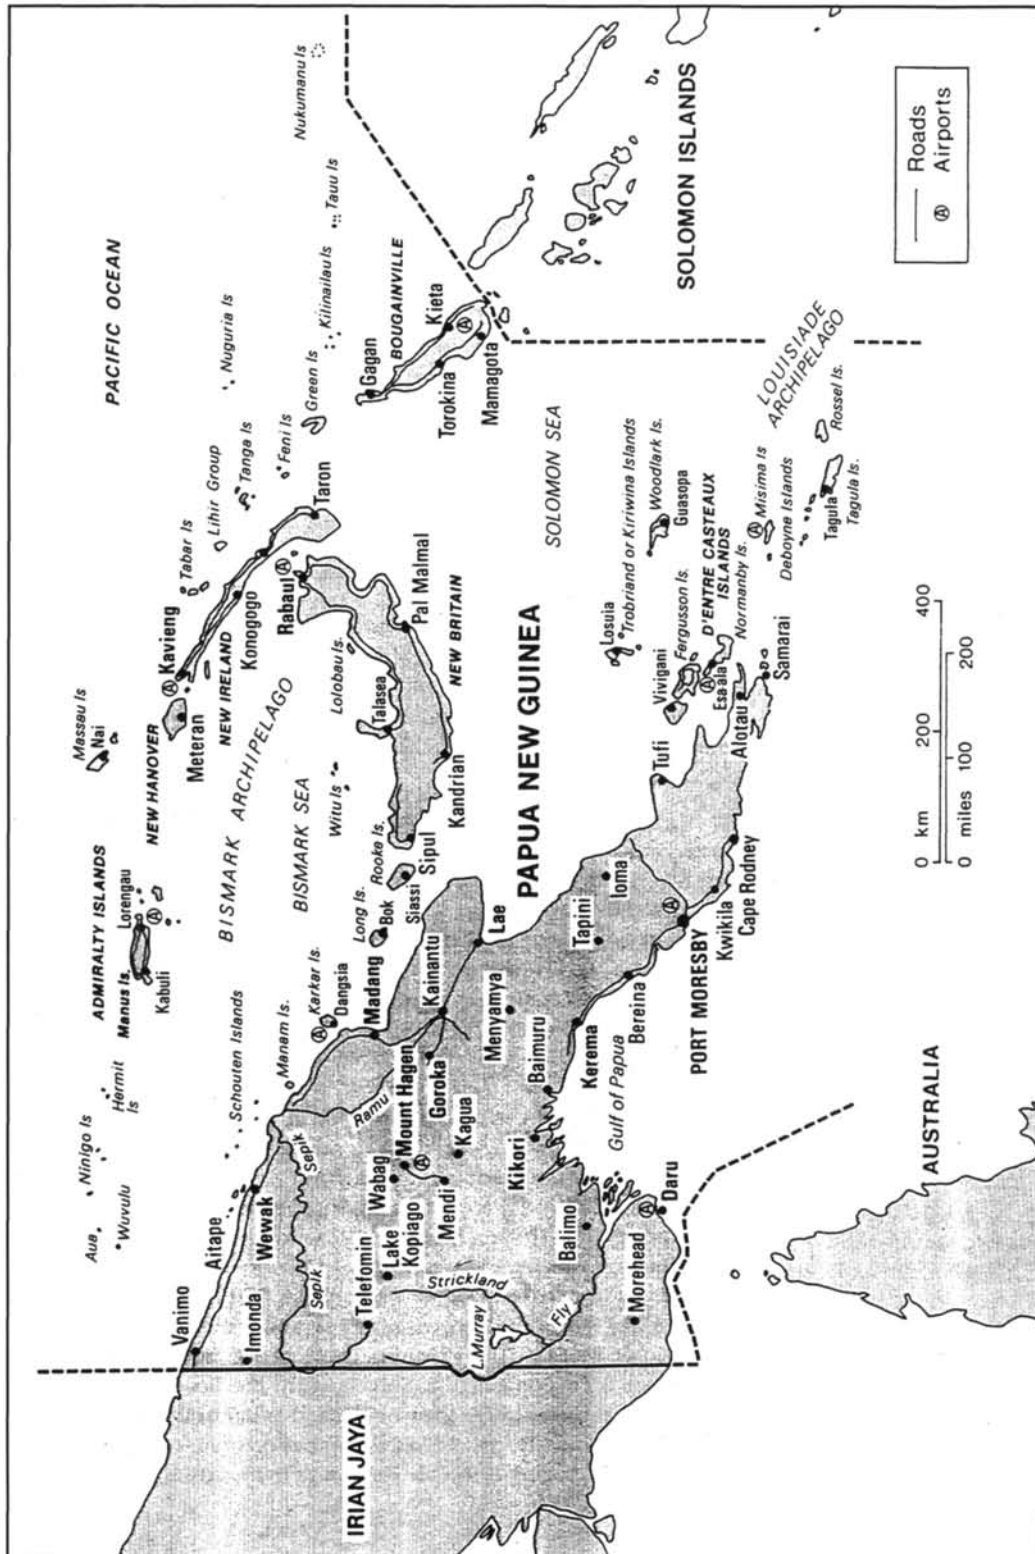 PACIFIC OCEAN
Nukumanu Is
Tauu Is
Kilinailau Is
Nuguria Is
Green Is
Feni Is
Tanga Is
Lihir Group
Tabar Is
Massau Is
Nai
NEW HANOVER
Meteran
Kavieng
NEW IRELAND
Konogogo
Taron
ADMIRALTY ISLANDS
Manus Is.
Lorengau
Kabuli
Hermit
Is
Ninigo Is
Aua
Wuvulu
Schouten Islands
Manam Is.
Karkar Is
Dangsia
BISMARK ARCHIPELAGO
BISMARK SEA
Witu Is
Lolobau Is.
Rabaul
Talasea
Pal Malmal
NEW BRITAIN
Kandrian
Sipul
Rooke Is.
Siassi
Long Is.
Bok
BOUGAINVILLE
Gagan
Kieta
Torokina
Mamagota
SOLOMON ISLANDS
SOLOMON SEA
Vanimo
Aitape
Wewak
Imonda
Sepik
Sepik
Ramu
Madang
Telefomin
Lake
Kopiago
Wabag
Mount Hagen
Mendi
Kagua
Goroka
Kainantu
Lae
Menyamya
IRIAN JAYA
Strickland
L.Murray
Fly
Kikori
Baimuru
Balimo
Morehead
Daru
Gulf of Papua
Kerema
Bereina
PAPUA NEW GUINEA
Tapini
Ioma
PORT MORESBY
Kwikila
Cape Rodney
Tufi
Losuia
Trobriand or Kiriwina Islands
Woodlark Is.
Guasopa
Vivigani
Fergusson Is.
D'ENTRE CASTEAUX
ISLANDS
Esa'ala
Normanby Is.
Alotau
Samarai
Misima Is
Deboyne Islands
LOUISIADE
ARCHIPELAGO
Tagula
Tagula Is.
Rossel Is.
AUSTRALIA
0 km 200 400
0 miles 100 200
Roads
A Airports
A
A
A
A
A
A
A
A
A
A